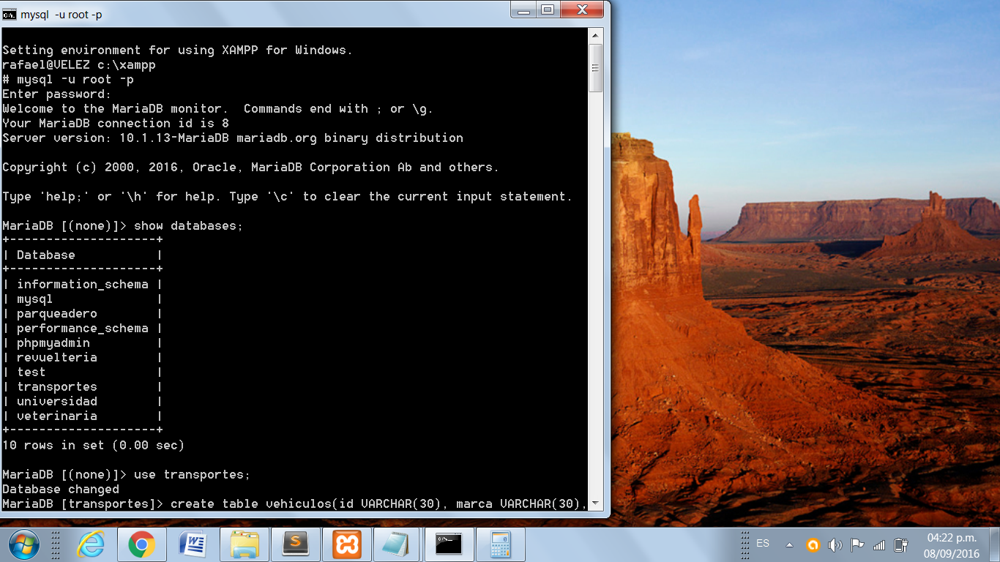 mysql  -u root -p
Setting environment for using XAMPP for Windows.
rafael@VELEZ c:\xampp
# mysql -u root -p
Enter password:
Welcome to the MariaDB monitor.  Commands end with ; or \g.
Your MariaDB connection id is 8
Server version: 10.1.13-MariaDB mariadb.org binary distribution
Copyright (c) 2000, 2016, Oracle, MariaDB Corporation Ab and others.
Type 'help;' or '\h' for help. Type '\c' to clear the current input statement.
MariaDB [(none)]> show databases;
+--------------------+
| Database           |
+--------------------+
| information_schema |
| mysql              |
| parqueadero        |
| performance_schema |
| phpmyadmin         |
| revuelteria        |
| test               |
| transportes        |
| universidad        |
| veterinaria        |
+--------------------+
10 rows in set (0.00 sec)
MariaDB [(none)]> use transportes;
Database changed
MariaDB [transportes]> create table vehiculos(id VARCHAR(30), marca VARCHAR(30),
ES
04:22 p.m.
08/09/2016